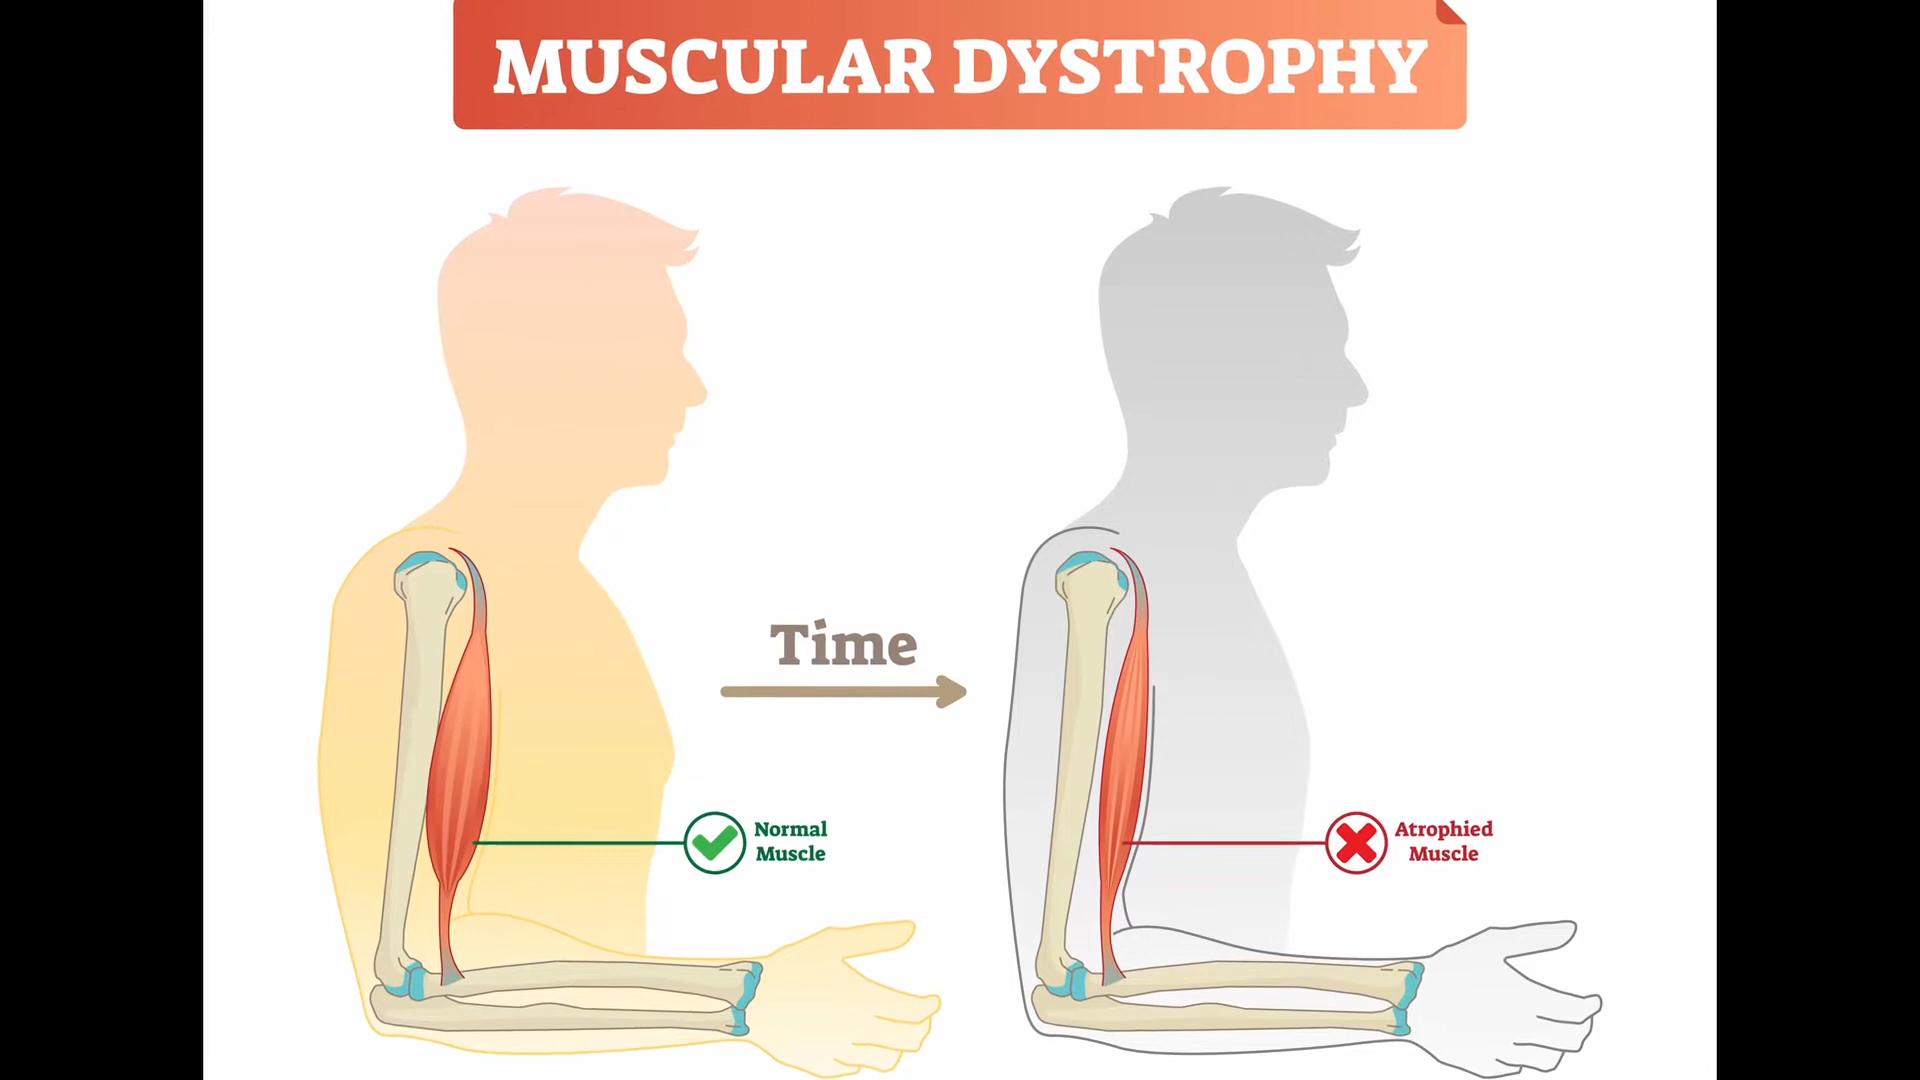 MUSCULAR DYSTROPHY
Time
Normal
Muscle
Atrophied
Muscle